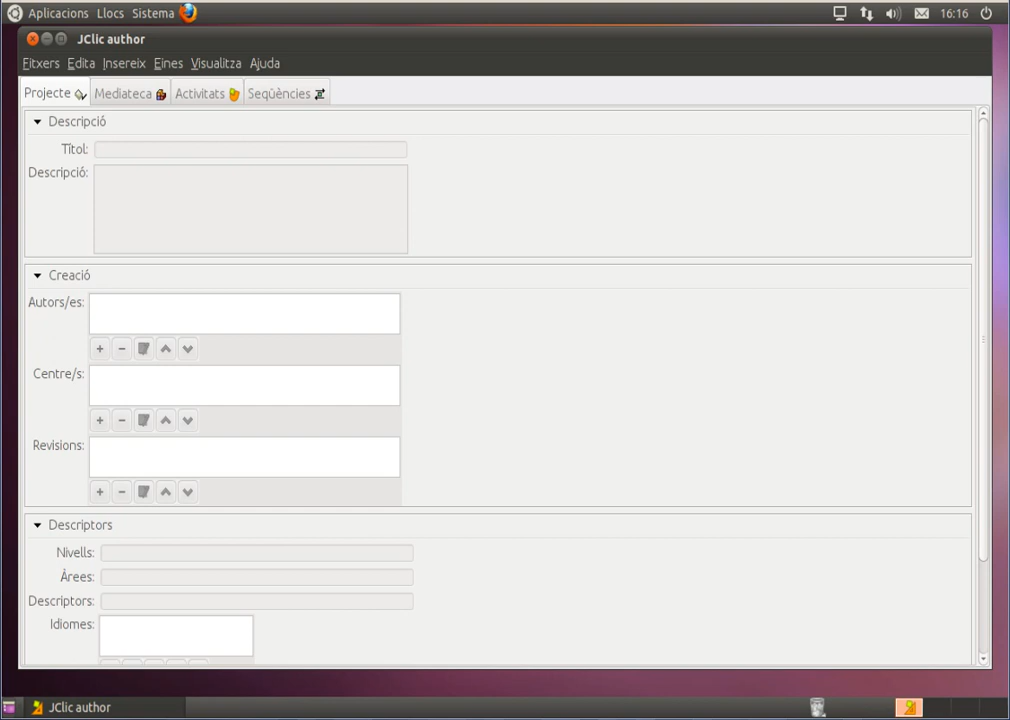 Aplicacions Llocs Sistema 16:16
JClic author
Fitxers Edita Insereix Eines Visualitza Ajuda
Projecte Mediateca Activitats Seqüències
Descripció
Títol:
Descripció:
Creació
Autors/es:
Centre/s:
Revisions:
Descriptors
Nivells:
Àrees:
Descriptors:
Idiomes:
JClic author